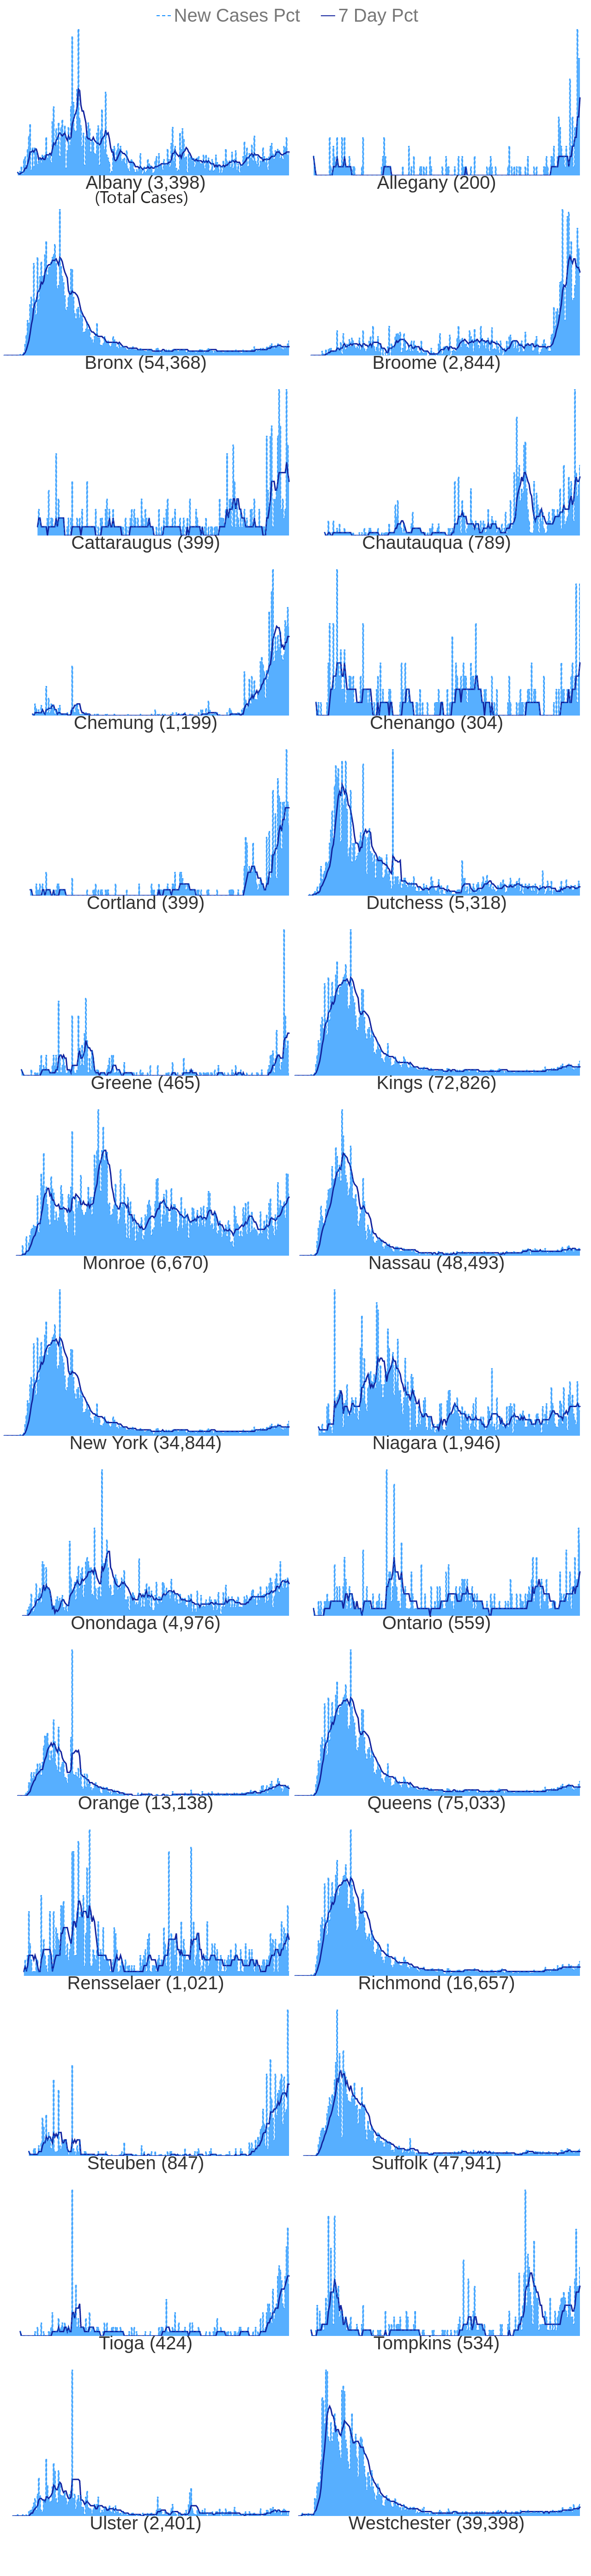 New Cases Pct 7 Day Pct
Albany (3,398) Allegany (200)
(Total Cases)
Bronx (54,368) Broome (2,844)
Cattaraugus (399) Chautauqua (789)
Chemung (1,199) Chenango (304)
Cortland (399) Dutchess (5,318)
Greene (465) Kings (72,826)
Monroe (6,670) Nassau (48,493)
New York (34,844) Niagara (1,946)
Onondaga (4,976) Ontario (559)
Orange (13,138) Queens (75,033)
Rensselaer (1,021) Richmond (16,657)
Steuben (847) Suffolk (47,941)
Tioga (424) Tompkins (534)
Ulster (2,401) Westchester (39,398)